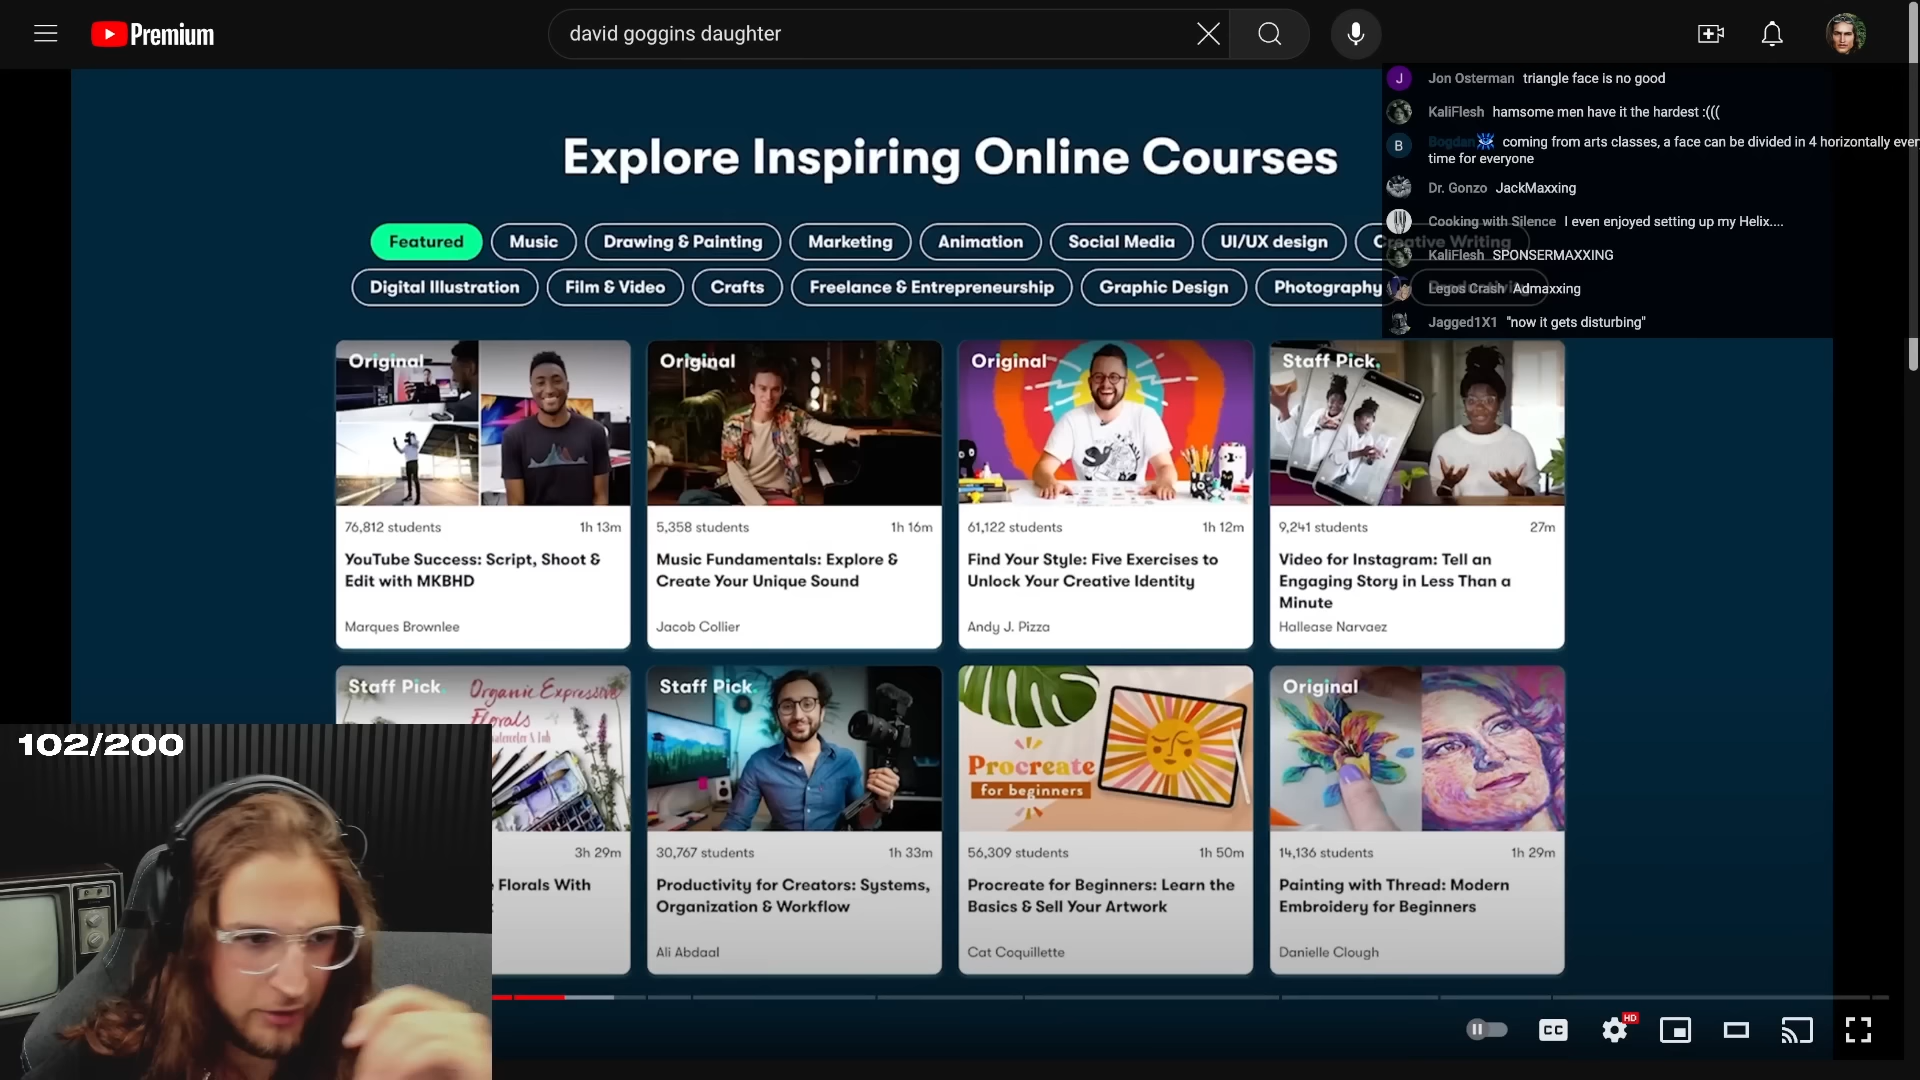 Premium
david goggins daughter
J Jon Osterman triangle face is no good
KaliFlesh hamsome men have it the hardest :(((
B Bogdan coming from arts classes, a face can be divided in 4 horizontally every
time for everyone
Dr. Gonzo JackMaxxing
Cooking with Silence I even enjoyed setting up my Helix....
KaliFlesh SPONSERMAXXING
Legos Crash Admaxxing
Jagged1X1 "now it gets disturbing"
Explore Inspiring Online Courses
Featured Music Drawing & Painting Marketing Animation Social Media UI/UX design Creative Writing
Digital Illustration Film & Video Crafts Freelance & Entrepreneurship Graphic Design Photography
Original Original Original Staff Pick.
76,812 students 1h 13m 5,358 students 1h 16m 61,122 students 1h 12m 9,241 students 27m
YouTube Success: Script, Shoot &
Edit with MKBHD
Marques Brownlee
Music Fundamentals: Explore &
Create Your Unique Sound
Jacob Collier
Find Your Style: Five Exercises to
Unlock Your Creative Identity
Andy J. Pizza
Video for Instagram: Tell an
Engaging Story in Less Than a
Minute
Hallease Narvaez
Staff Pick. Organic Expressive
Florals
Staff Pick.
Procreate
for beginners
Original
3h 29m 30,767 students 1h 33m 56,309 students 1h 50m 14,136 students 1h 29m
Florals With
Productivity for Creators: Systems,
Organization & Workflow
Ali Abdaal
Procreate for Beginners: Learn the
Basics & Sell Your Artwork
Cat Coquillette
Painting with Thread: Modern
Embroidery for Beginners
Danielle Clough
102/200
CC HD